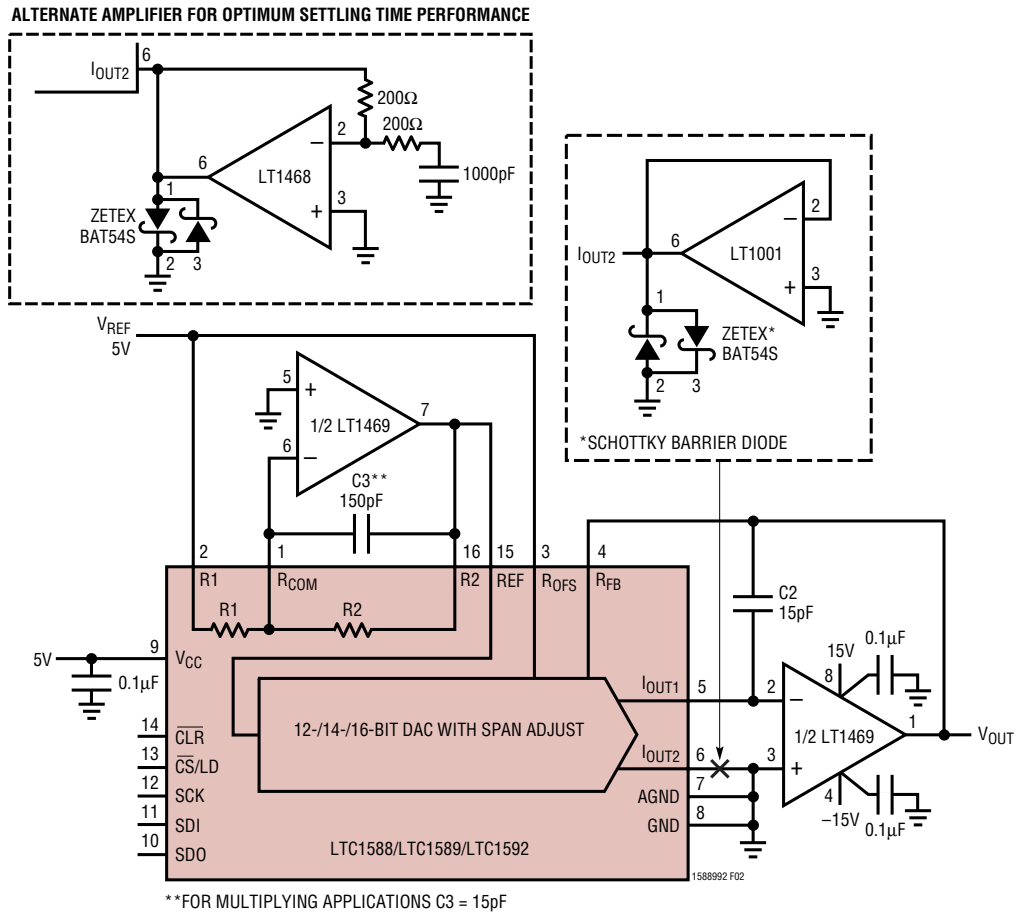 ALTERNATE AMPLIFIER FOR OPTIMUM SETTLING TIME PERFORMANCE
IOUT2
6
200Ω
200Ω
2
−
6
LT1468
1000pF
3
+
1
ZETEX
BAT54S
2
3
2
−
IOUT2
6
LT1001
3
+
1
ZETEX*
BAT54S
2
3
*SCHOTTKY BARRIER DIODE
VREF
5V
5
+
7
1/2 LT1469
6
−
C3**
150pF
2
1
16
15
3
4
R1
RCOM
R2
REF
ROFS
RFB
R1
R2
C2
15pF
5V
9
VCC
0.1µF
15V
0.1µF
8
IOUT1
5
2
−
1
12-/14-/16-BIT DAC WITH SPAN ADJUST
1/2 LT1469
VOUT
14
CLR
13
CS/LD
IOUT2
6
3
+
12
SCK
AGND
7
4
−15V
0.1µF
11
SDI
GND
8
10
SDO
LTC1588/LTC1589/LTC1592
1588992 F02
**FOR MULTIPLYING APPLICATIONS C3 = 15pF